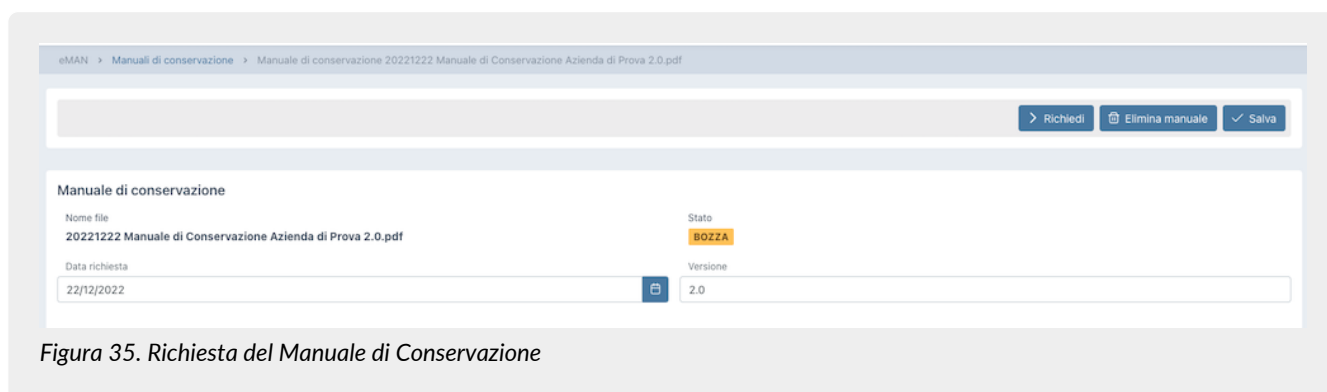 eMAN > Manuali di conservazione > Manuale di conservazione 20221222 Manuale di Conservazione Azienda di Prova 2.0.pdf
Richiedi Elimina manuale Salva
Manuale di conservazione
Nome file Stato
20221222 Manuale di Conservazione Azienda di Prova 2.0.pdf BOZZA
Data richiesta Versione
22/12/2022 2.0
Figura 35. Richiesta del Manuale di Conservazione